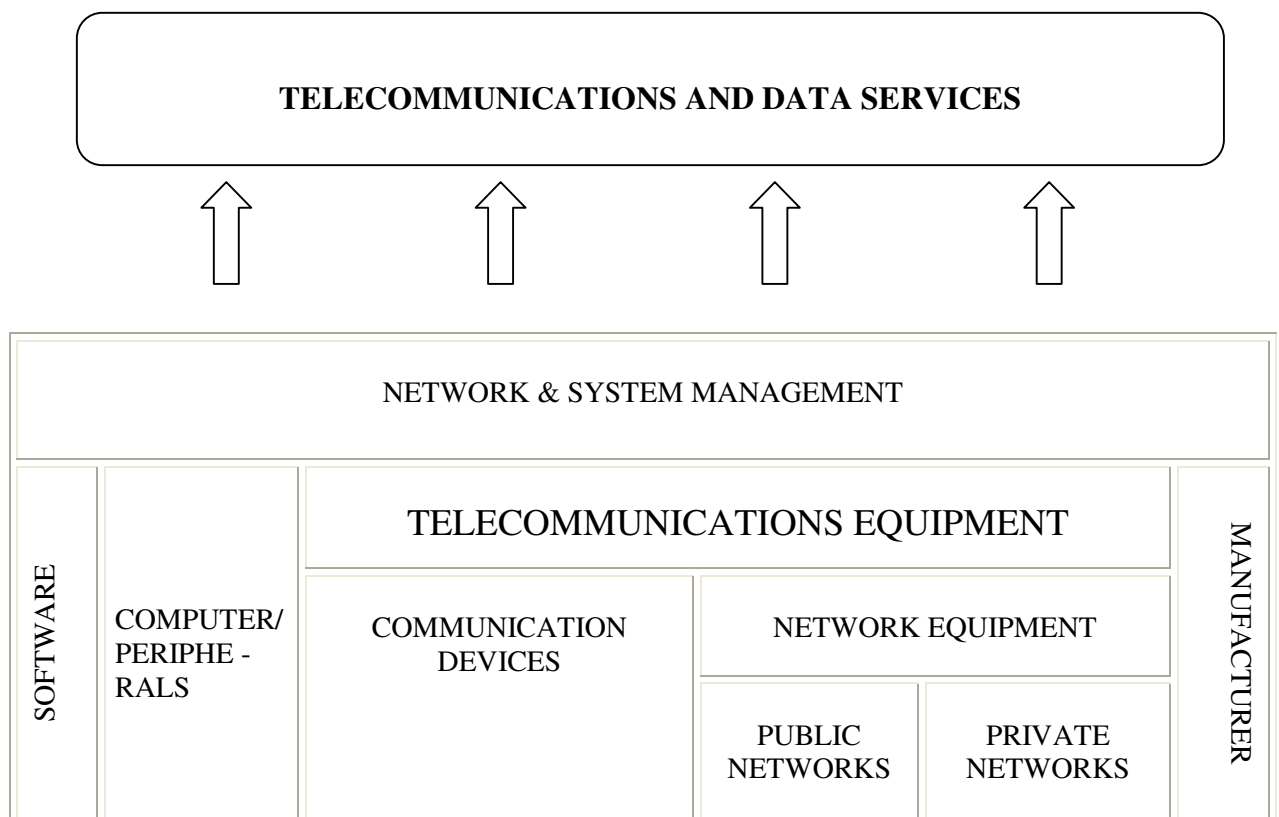 TELECOMMUNICATIONS AND DATA SERVICES
NETWORK & SYSTEM MANAGEMENT
SOFTWARE
COMPUTER/
PERIPHE -
RALS
TELECOMMUNICATIONS EQUIPMENT
COMMUNICATION
DEVICES
NETWORK EQUIPMENT
PUBLIC
NETWORKS
PRIVATE
NETWORKS
MANUFACTURER